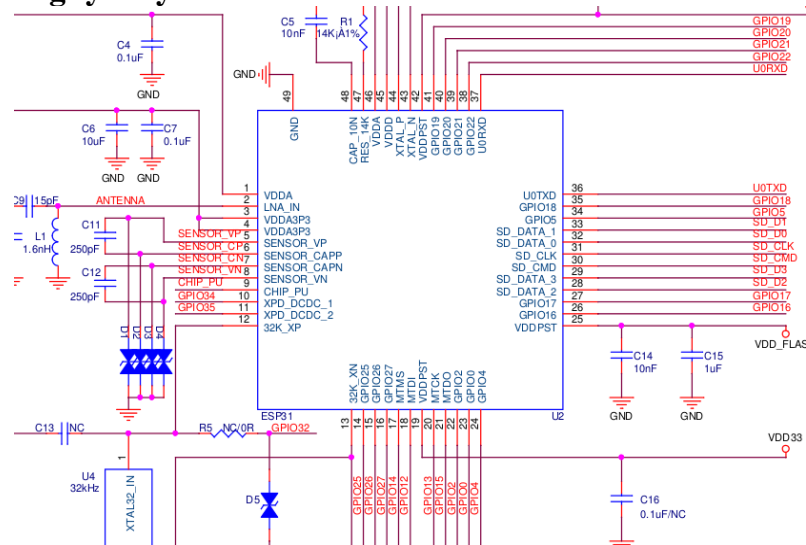 C5
10nF
R1
14K¡À1%
C4
0.1uF
GND
GND
C6
10uF
C7
0.1uF
GND
GND
GPIO19
GPIO20
GPIO21
GPIO22
U0RXD
49
48
47
46
45
44
43
42
41
40
39
38
37
GND
CAP_10N
RES_14K
VDDA
VDDD
XTAL_P
XTAL_N
VDDPST
GPIO19
GPIO20
GPIO21
GPIO22
U0RXD
C9
15pF
ANTENNA
L1
1.6nH
C11
250pF
C12
250pF
SENSOR_VP
SENSOR_CP
SENSOR_CN
SENSOR_VN
CHIP_PU
GPIO34
GPIO35
1 VDDA
2 LNA_IN
3 VDDA3P3
4 VDDA3P3
5 SENSOR_VP
6 SENSOR_CAPP
7 SENSOR_CAPN
8 SENSOR_VN
9 CHIP_PU
10 XPD_DCDC_1
11 XPD_DCDC_2
12 32K_XP
U0TXD 36 U0TXD
GPIO18 35 GPIO18
GPIO5 34 GPIO5
SD_DATA_1 33 SD_D1
SD_DATA_0 32 SD_D0
SD_CLK 31 SD_CLK
SD_CMD 30 SD_CMD
SD_DATA_3 29 SD_D3
SD_DATA_2 28 SD_D2
GPIO17 27 GPIO17
GPIO16 26 GPIO16
VDDPST 25
VDD_FLAS
D1
D2
D3
D4
C14
10nF
GND
C15
1uF
GND
32K_XN
GPIO25
GPIO26
GPIO27
MTMS
MTDI
VDDPST
MTCK
MTDO
GPIO2
GPIO0
GPIO4
ESP31
U2
13
14
15
16
17
18
19
20
21
22
23
24
C13
NC
R5
NC/0R
GPIO32
VDD33
U4
32kHz
1
XTAL32_IN
D5
GPIO25
GPIO26
GPIO27
GPIO14
GPIO12
GPIO13
GPIO15
GPIO2
GPIO0
GPIO4
C16
0.1uF/NC